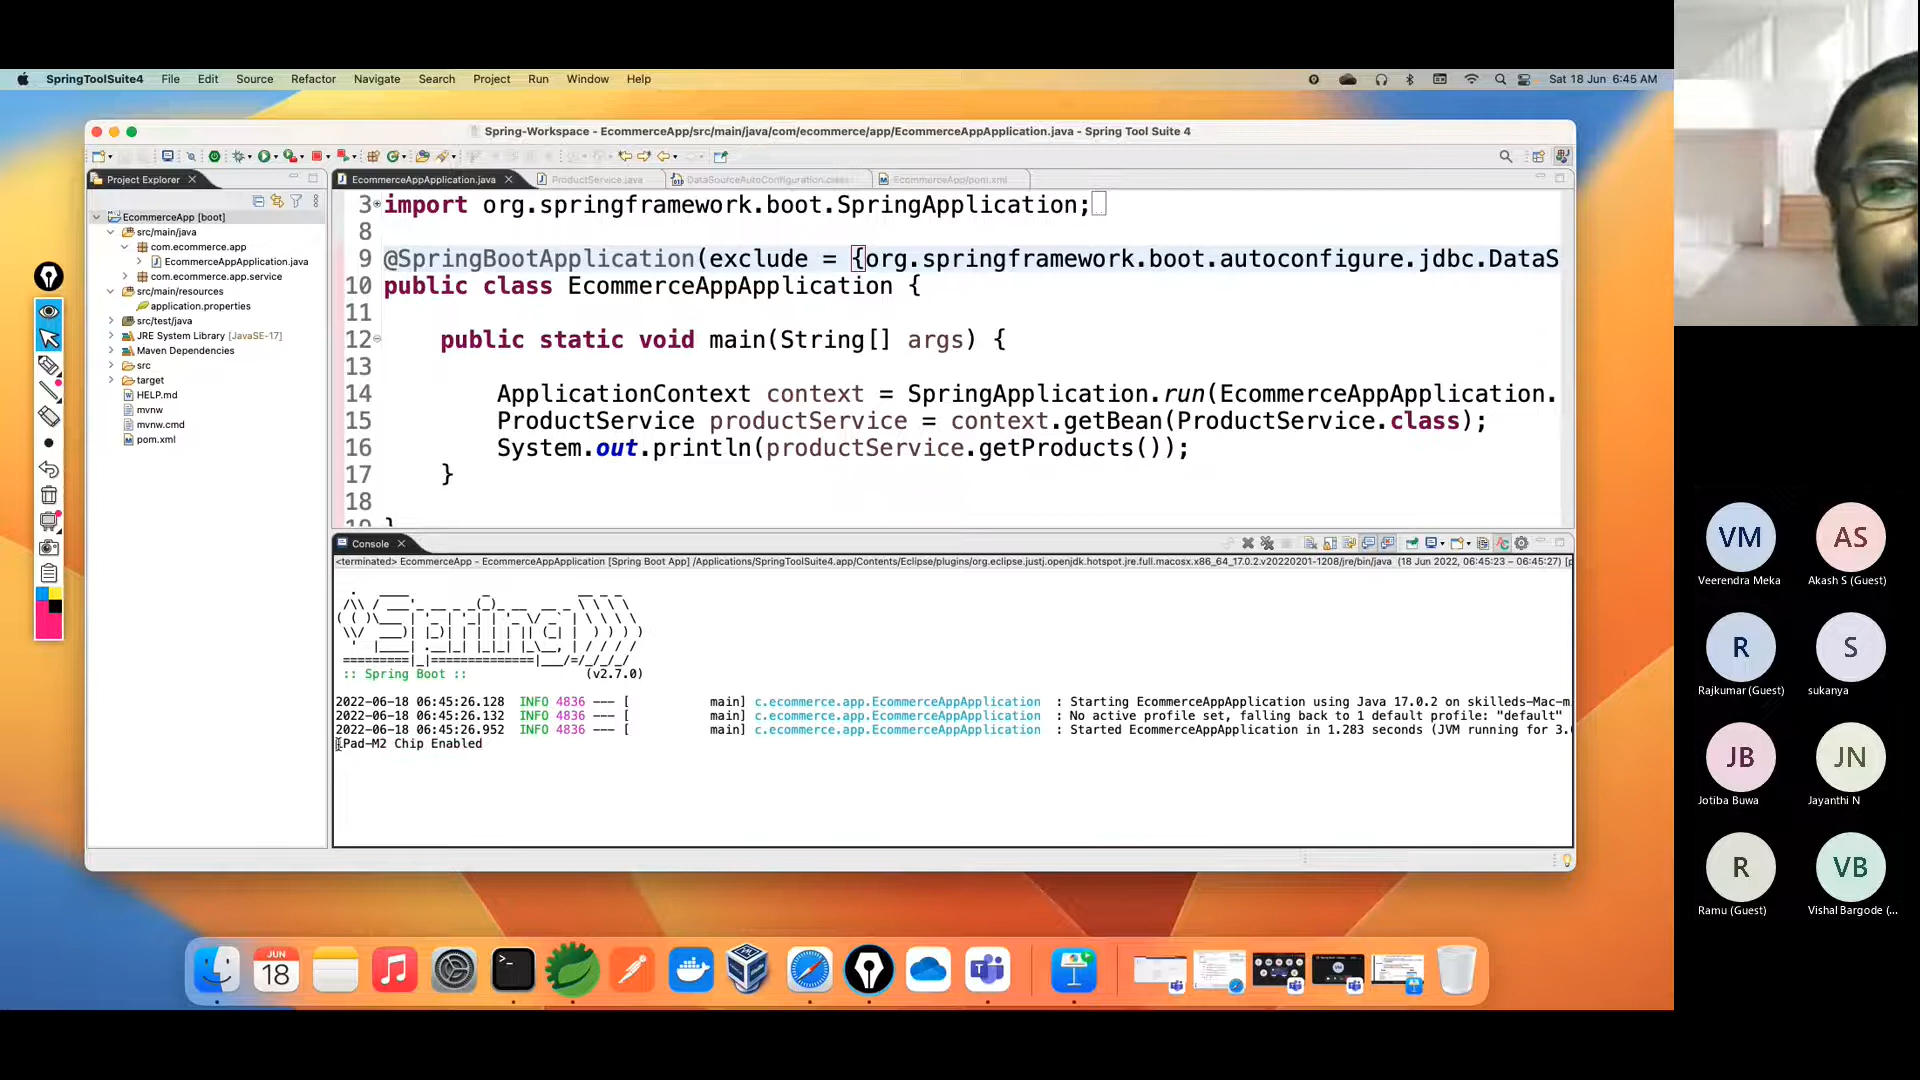 SpringToolSuite4 File Edit Source Refactor Navigate Search Project Run Window Help
Sat 18 Jun 6:45 AM
Spring-Workspace - EcommerceApp/src/main/java/com/ecommerce/app/EcommerceAppApplication.java - Spring Tool Suite 4
Project Explorer
EcommerceApp [boot]
src/main/java
com.ecommerce.app
EcommerceAppApplication.java
com.ecommerce.app.service
src/main/resources
application.properties
src/test/java
JRE System Library [JavaSE-17]
Maven Dependencies
src
target
HELP.md
mvnw
mvnw.cmd
pom.xml
EcommerceAppApplication.java ProductService.java DataSourceAutoConfiguration.class EcommerceApp/pom.xml
3 import org.springframework.boot.SpringApplication;
8
9 @SpringBootApplication(exclude = {org.springframework.boot.autoconfigure.jdbc.DataS
10 public class EcommerceAppApplication {
11
12 public static void main(String[] args) {
13
14 ApplicationContext context = SpringApplication.run(EcommerceAppApplication.
15 ProductService productService = context.getBean(ProductService.class);
16 System.out.println(productService.getProducts());
17 }
18
19 }
Console
<terminated> EcommerceApp - EcommerceAppApplication [Spring Boot App] /Applications/SpringToolSuite4.app/Contents/Eclipse/plugins/org.eclipse.justj.openjdk.hotspot.jre.full.macosx.x86_64_17.0.2.v20220201-1208/jre/bin/java (18 Jun 2022, 06:45:23 – 06:45:27) [p
Spring
:: Spring Boot :: (v2.7.0)
2022-06-18 06:45:26.128 INFO 4836 --- [ main] c.ecommerce.app.EcommerceAppApplication : Starting EcommerceAppApplication using Java 17.0.2 on skilleds-Mac-m
2022-06-18 06:45:26.132 INFO 4836 --- [ main] c.ecommerce.app.EcommerceAppApplication : No active profile set, falling back to 1 default profile: "default"
2022-06-18 06:45:26.952 INFO 4836 --- [ main] c.ecommerce.app.EcommerceAppApplication : Started EcommerceAppApplication in 1.283 seconds (JVM running for 3.
iPad-M2 Chip Enabled
JUN
18
VM
Veerendra Meka
AS
Akash S (Guest)
R
Rajkumar (Guest)
S
sukanya
JB
Jotiba Buwa
JN
Jayanthi N
R
Ramu (Guest)
VB
Vishal Bargode (...